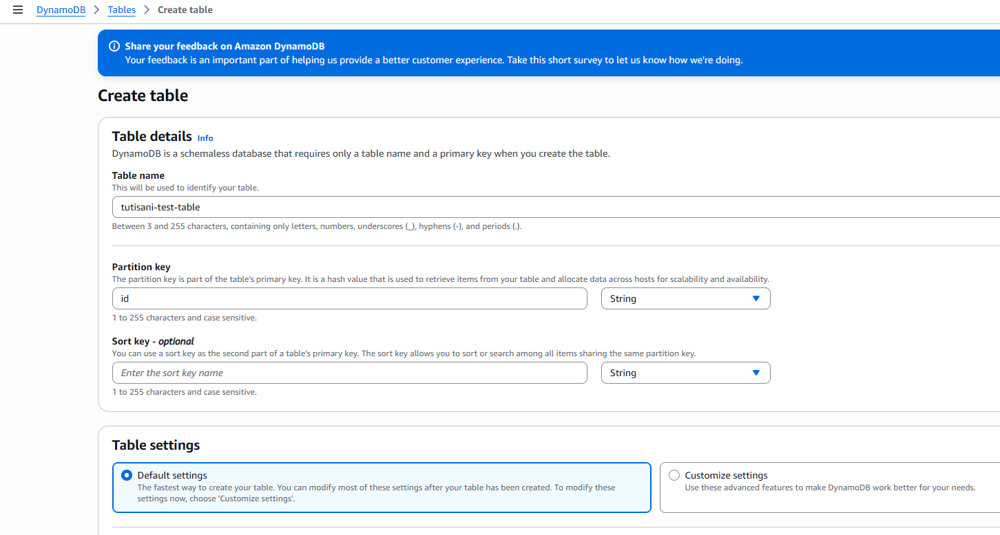 DynamoDB > Tables > Create table
Share your feedback on Amazon DynamoDB
Your feedback is an important part of helping us provide a better customer experience. Take this short survey to let us know how we're doing.
Create table
Table details Info
DynamoDB is a schemaless database that requires only a table name and a primary key when you create the table.
Table name
This will be used to identify your table.
tutisani-test-table
Between 3 and 255 characters, containing only letters, numbers, underscores (_), hyphens (-), and periods (.).
Partition key
The partition key is part of the table's primary key. It is a hash value that is used to retrieve items from your table and allocate data across hosts for scalability and availability.
id String
1 to 255 characters and case sensitive.
Sort key - optional
You can use a sort key as the second part of a table's primary key. The sort key allows you to sort or search among all items sharing the same partition key.
Enter the sort key name String
1 to 255 characters and case sensitive.
Table settings
Default settings
The fastest way to create your table. You can modify most of these settings after your table has been created. To modify these
settings now, choose 'Customize settings'.
Customize settings
Use these advanced features to make DynamoDB work better for your needs.